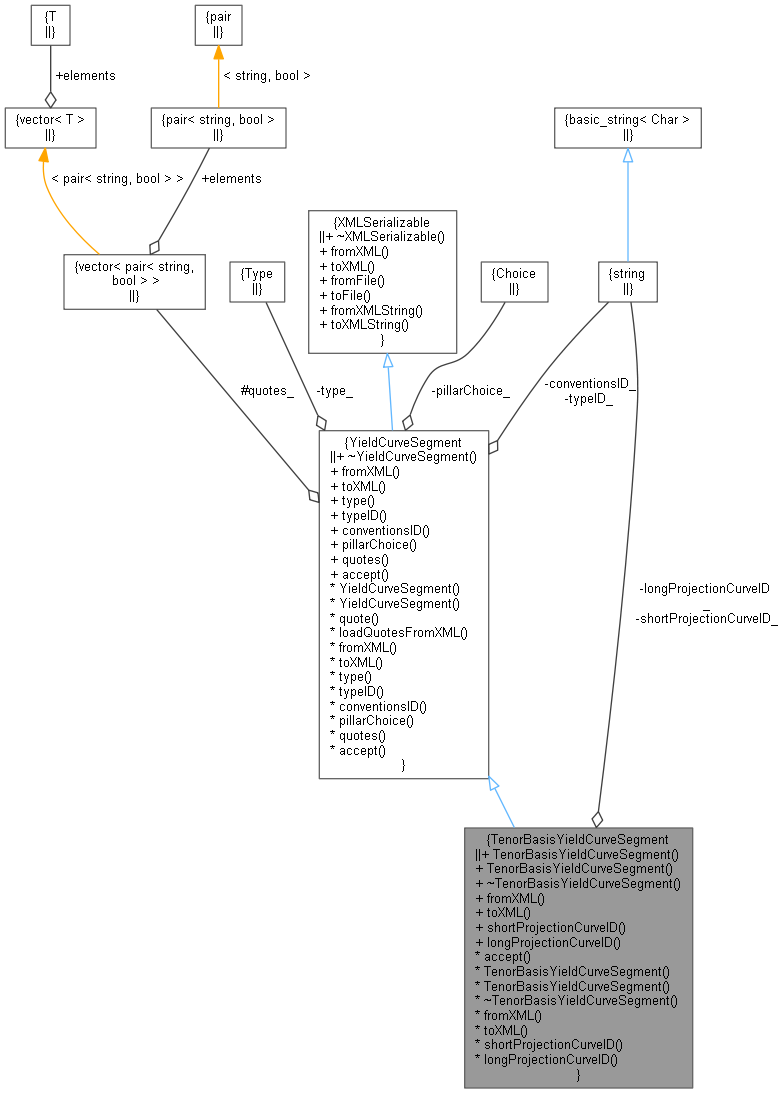 {T
||}
{pair
||}
+elements
< string, bool >
{vector< T >
||}
{pair< string, bool >
||}
{basic_string< Char >
||}
< pair< string, bool > >
+elements
{vector< pair< string,
bool > >
||}
{Type
||}
{XMLSerializable
||+ ~XMLSerializable()
+ fromXML()
+ toXML()
+ fromFile()
+ toFile()
+ fromXMLString()
+ toXMLString()
}
{Choice
||}
{string
||}
#quotes_
-type_
-pillarChoice_
-conventionsID_
-typeID_
{YieldCurveSegment
||+ ~YieldCurveSegment()
+ fromXML()
+ toXML()
+ type()
+ typeID()
+ conventionsID()
+ pillarChoice()
+ quotes()
+ accept()
* YieldCurveSegment()
* YieldCurveSegment()
* quote()
* loadQuotesFromXML()
* fromXML()
* toXML()
* type()
* typeID()
* conventionsID()
* pillarChoice()
* quotes()
* accept()
}
-longProjectionCurveID
_
-shortProjectionCurveID_
{TenorBasisYieldCurveSegment
||+ TenorBasisYieldCurveSegment()
+ TenorBasisYieldCurveSegment()
+ ~TenorBasisYieldCurveSegment()
+ fromXML()
+ toXML()
+ shortProjectionCurveID()
+ longProjectionCurveID()
* accept()
* TenorBasisYieldCurveSegment()
* TenorBasisYieldCurveSegment()
* ~TenorBasisYieldCurveSegment()
* fromXML()
* toXML()
* shortProjectionCurveID()
* longProjectionCurveID()
}